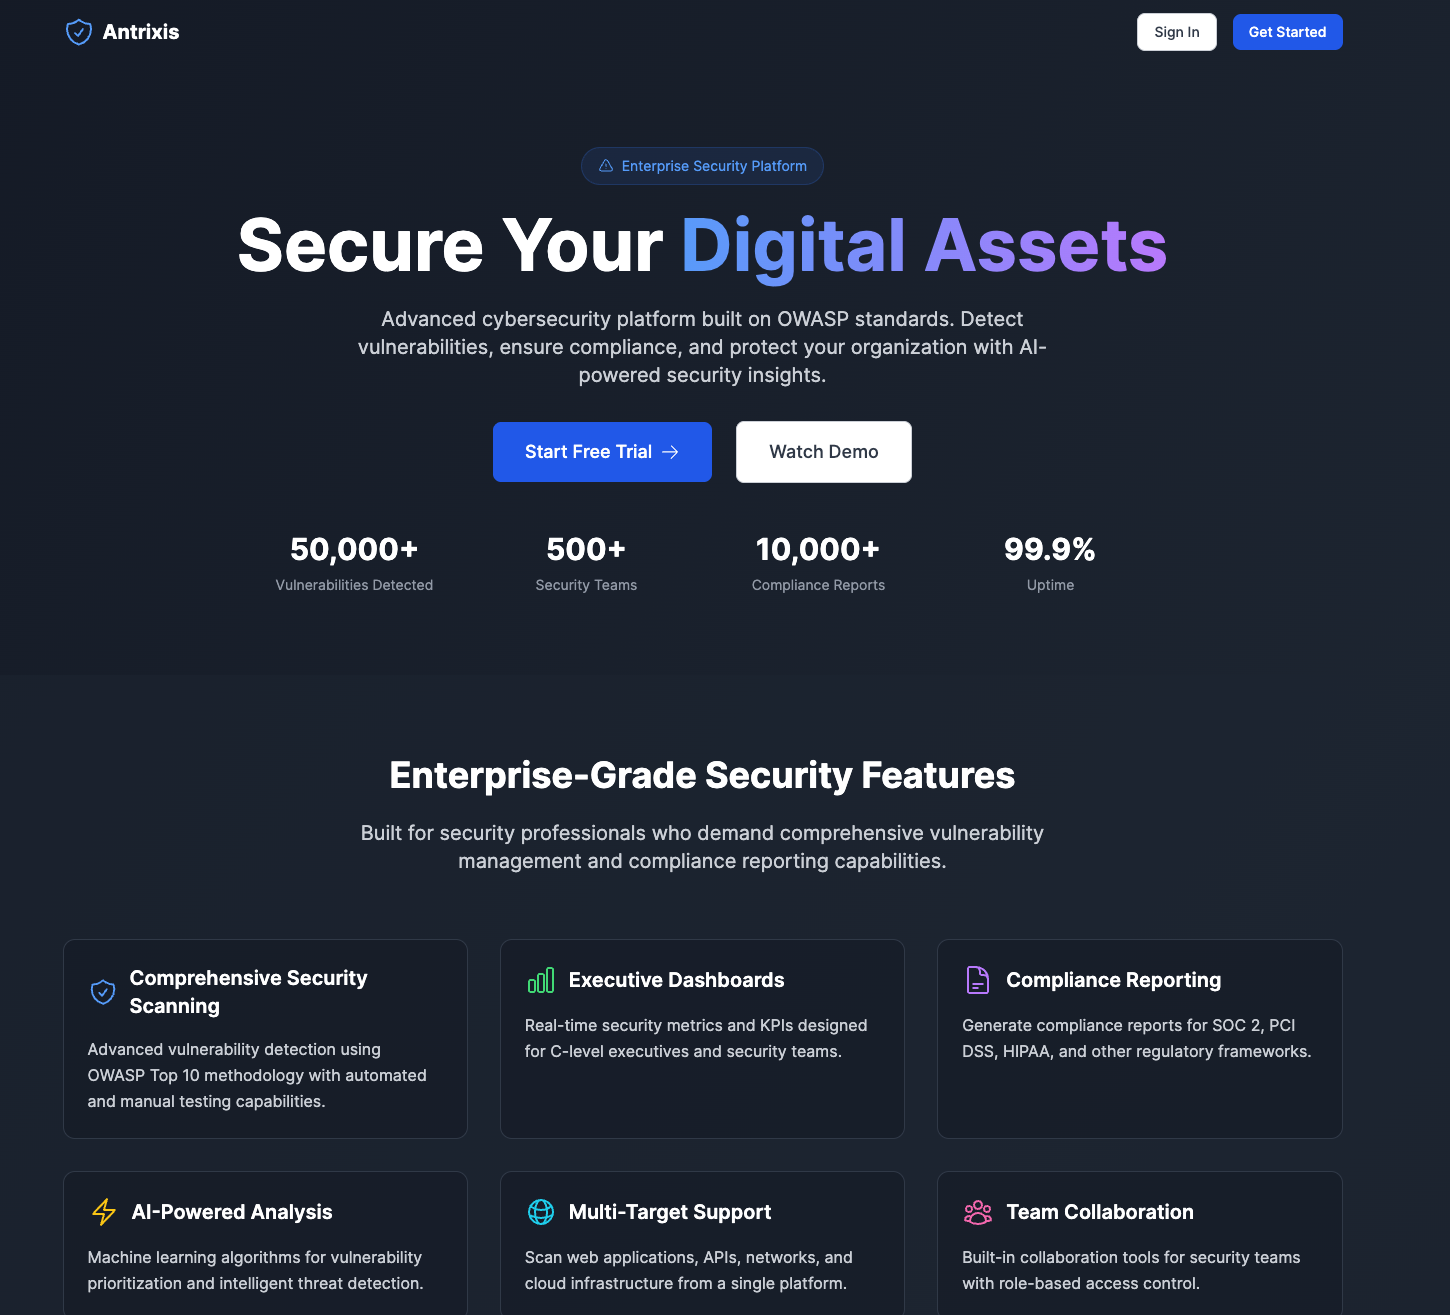 Antrixis
Sign In
Get Started
Enterprise Security Platform
Secure Your Digital Assets
Advanced cybersecurity platform built on OWASP standards. Detect
vulnerabilities, ensure compliance, and protect your organization with AI-
powered security insights.
Start Free Trial →
Watch Demo
50,000+
Vulnerabilities Detected
500+
Security Teams
10,000+
Compliance Reports
99.9%
Uptime
Enterprise-Grade Security Features
Built for security professionals who demand comprehensive vulnerability
management and compliance reporting capabilities.
Comprehensive Security
Scanning
Advanced vulnerability detection using
OWASP Top 10 methodology with automated
and manual testing capabilities.
Executive Dashboards
Real-time security metrics and KPIs designed
for C-level executives and security teams.
Compliance Reporting
Generate compliance reports for SOC 2, PCI
DSS, HIPAA, and other regulatory frameworks.
AI-Powered Analysis
Machine learning algorithms for vulnerability
prioritization and intelligent threat detection.
Multi-Target Support
Scan web applications, APIs, networks, and
cloud infrastructure from a single platform.
Team Collaboration
Built-in collaboration tools for security teams
with role-based access control.